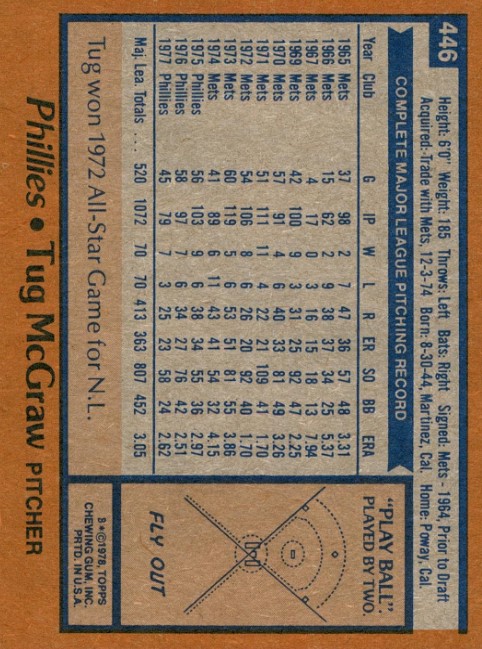 446
Height: 6'0" Weight: 185 Throws: Left Bats: Right Signed: Mets - 1964, Prior to Draft
Acquired: Trade with Mets, 12-3-74 Born: 8-30-44, Martinez, Cal. Home: Poway, Cal.
COMPLETE MAJOR LEAGUE PITCHING RECORD
Year Club G IP W L R ER SO BB ERA
1965 Mets 37 98 2 7 47 36 57 48 3.31
1966 Mets 15 62 2 9 38 37 34 25 5.37
1967 Mets 4 17 0 3 16 15 18 13 7.94
1969 Mets 42 100 9 3 31 25 92 47 2.25
1970 Mets 57 91 4 6 40 33 81 49 3.26
1971 Mets 51 111 11 4 22 21 109 41 1.70
1972 Mets 54 106 8 6 26 20 92 40 1.70
1973 Mets 60 119 5 6 53 51 81 55 3.86
1974 Mets 41 89 6 11 43 41 54 32 4.15
1975 Phillies 56 103 9 6 38 34 55 36 2.97
1976 Phillies 58 97 7 6 34 27 76 42 2.51
1977 Phillies 45 79 7 3 25 23 58 24 2.62
Maj. Lea. Totals ... 520 1072 70 70 413 363 807 452 3.05
Tug won 1972 All-Star Game for N.L.
"PLAY BALL".
PLAYED BY TWO.
FLY OUT
B*©1978, TOPPS
CHEWING GUM, INC.
PRTD. IN U.S.A.
Phillies • Tug McGraw PITCHER